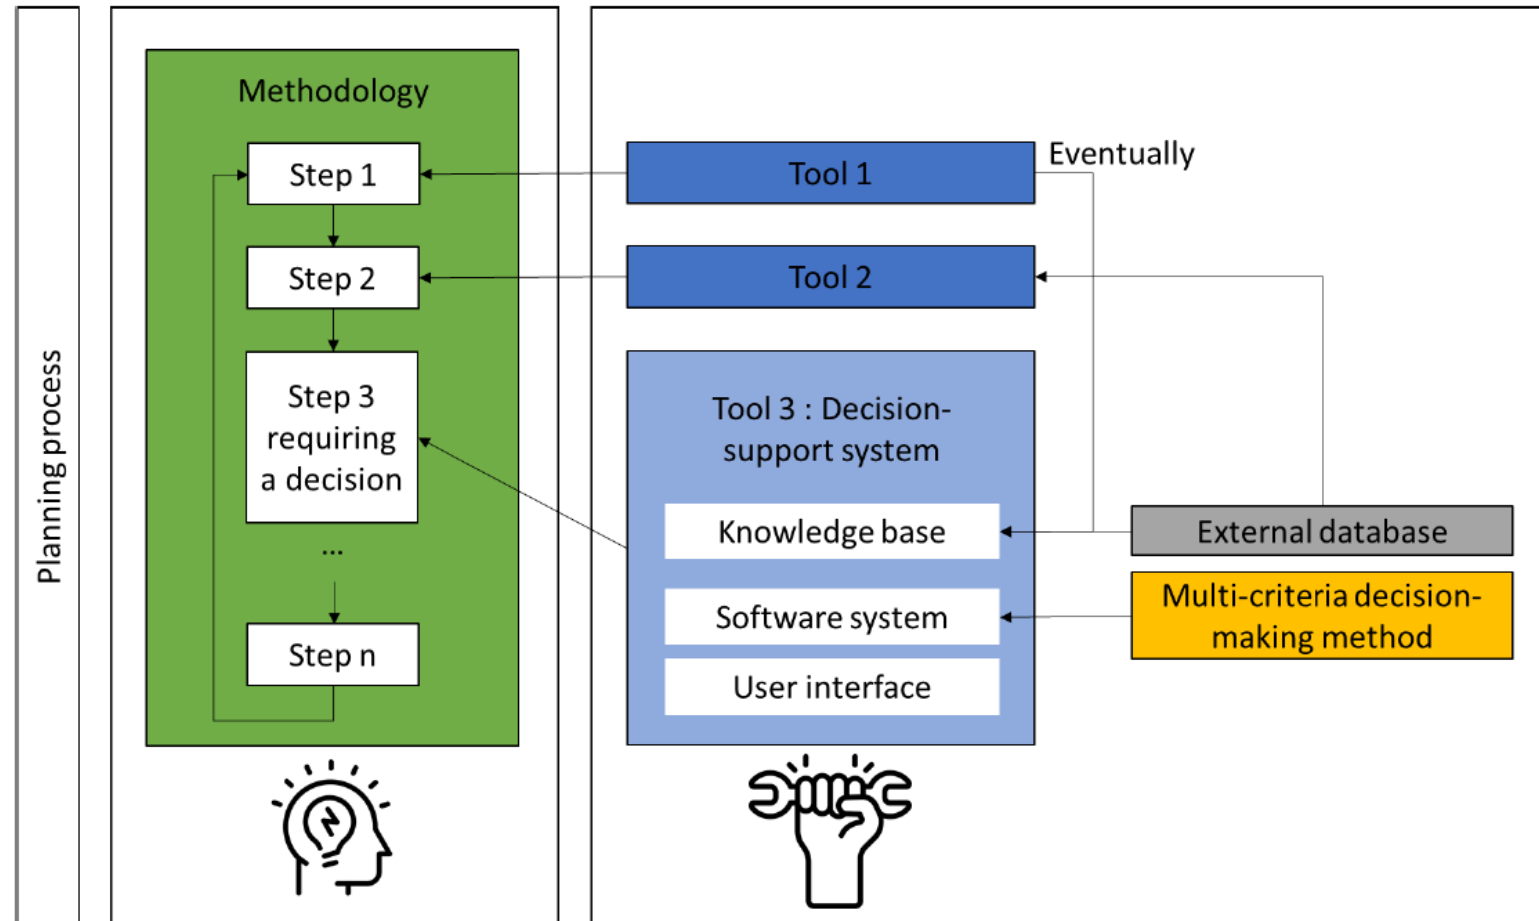 Planning process
Methodology
Step 1
Step 2
Step 3
requiring
a decision
...
Step n
Tool 1
Eventually
Tool 2
Tool 3 : Decision-
support system
Knowledge base
Software system
User interface
External database
Multi-criteria decision-
making method